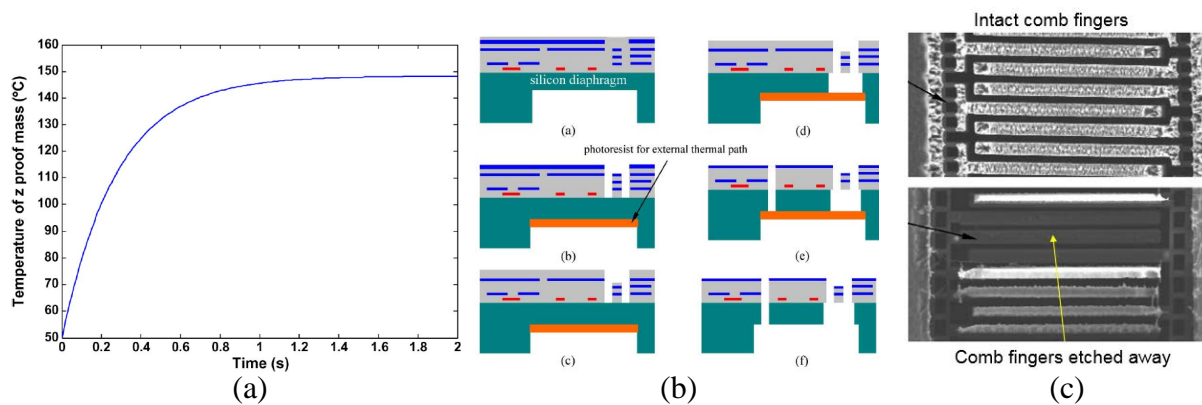 160
150
140
130
120
110
100
90
80
70
60
50
Temperature of z proof mass (°C)
0 0.2 0.4 0.6 0.8 1 1.2 1.4 1.6 1.8 2
Time (s)
(a)
silicon diaphragm
(a)
(d)
photoresist for external thermal path
(b)
(e)
(c)
(f)
(b)
Intact comb fingers
Comb fingers etched away
(c)